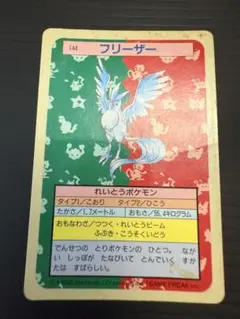 144
フリーザー
れいとうポケモン
タイプ1／こおり タイプ2／ひこう
たかさ／1.7メートル おもさ／55.4キログラム
おもなわざ／つつく・れいとうビーム
ふぶき・こうそくいどう
でんせつの とりポケモンの ひとつ。なが
い しっぽが たなびいて とんでいく すが
たは すばらしい。
GAME FREAK inc.